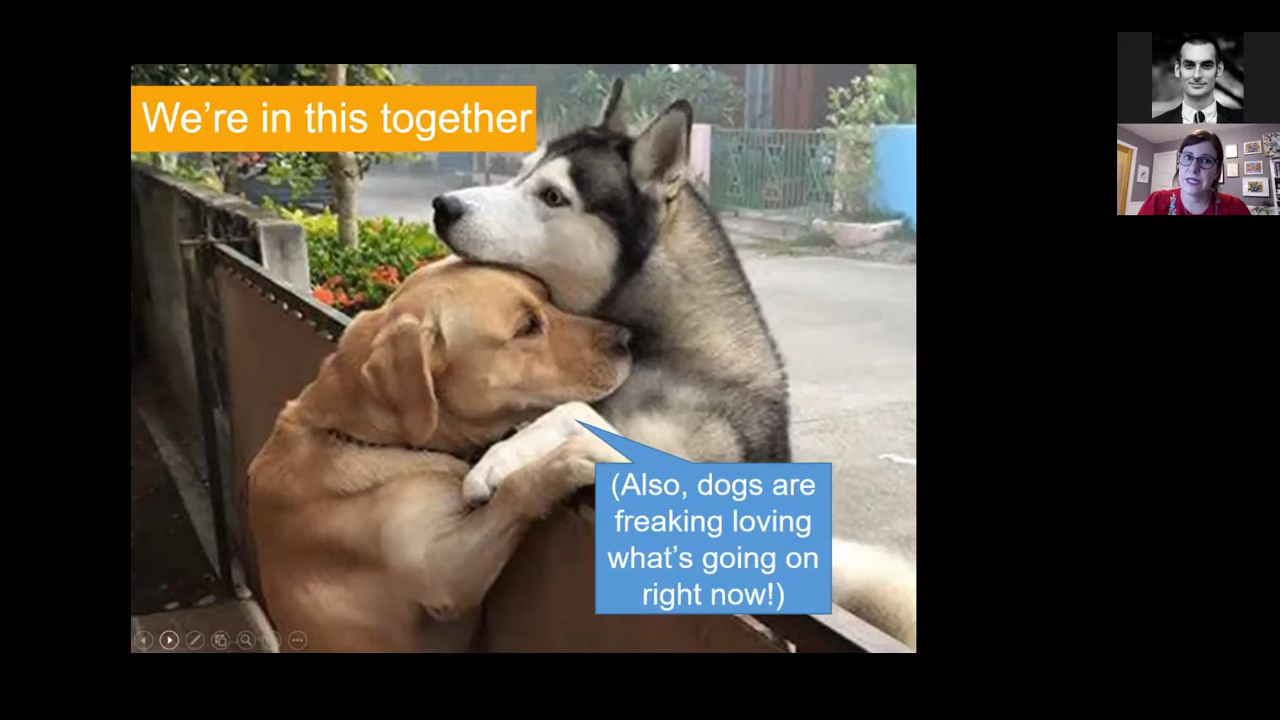 We're in this together
(Also, dogs are
freaking loving
what's going on
right now!)